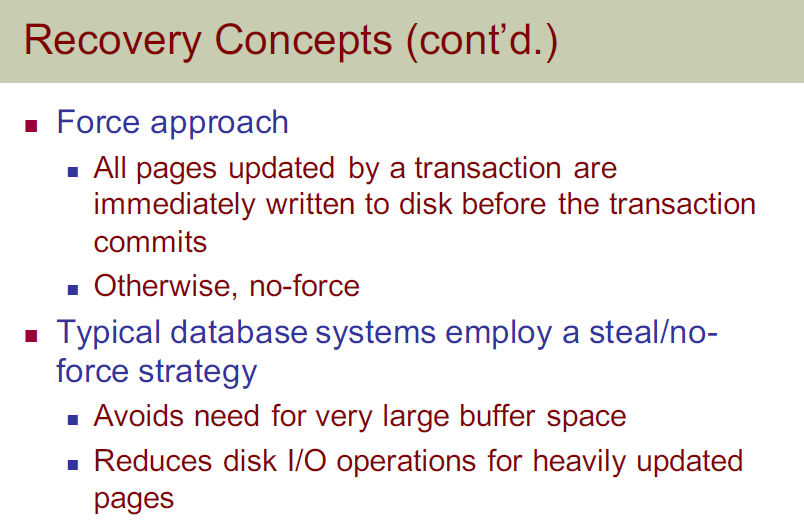 Recovery Concepts (cont’d.)
Force approach
All pages updated by a transaction are
immediately written to disk before the transaction
commits
Otherwise, no-force
Typical database systems employ a steal/no-
force strategy
Avoids need for very large buffer space
Reduces disk I/O operations for heavily updated
pages